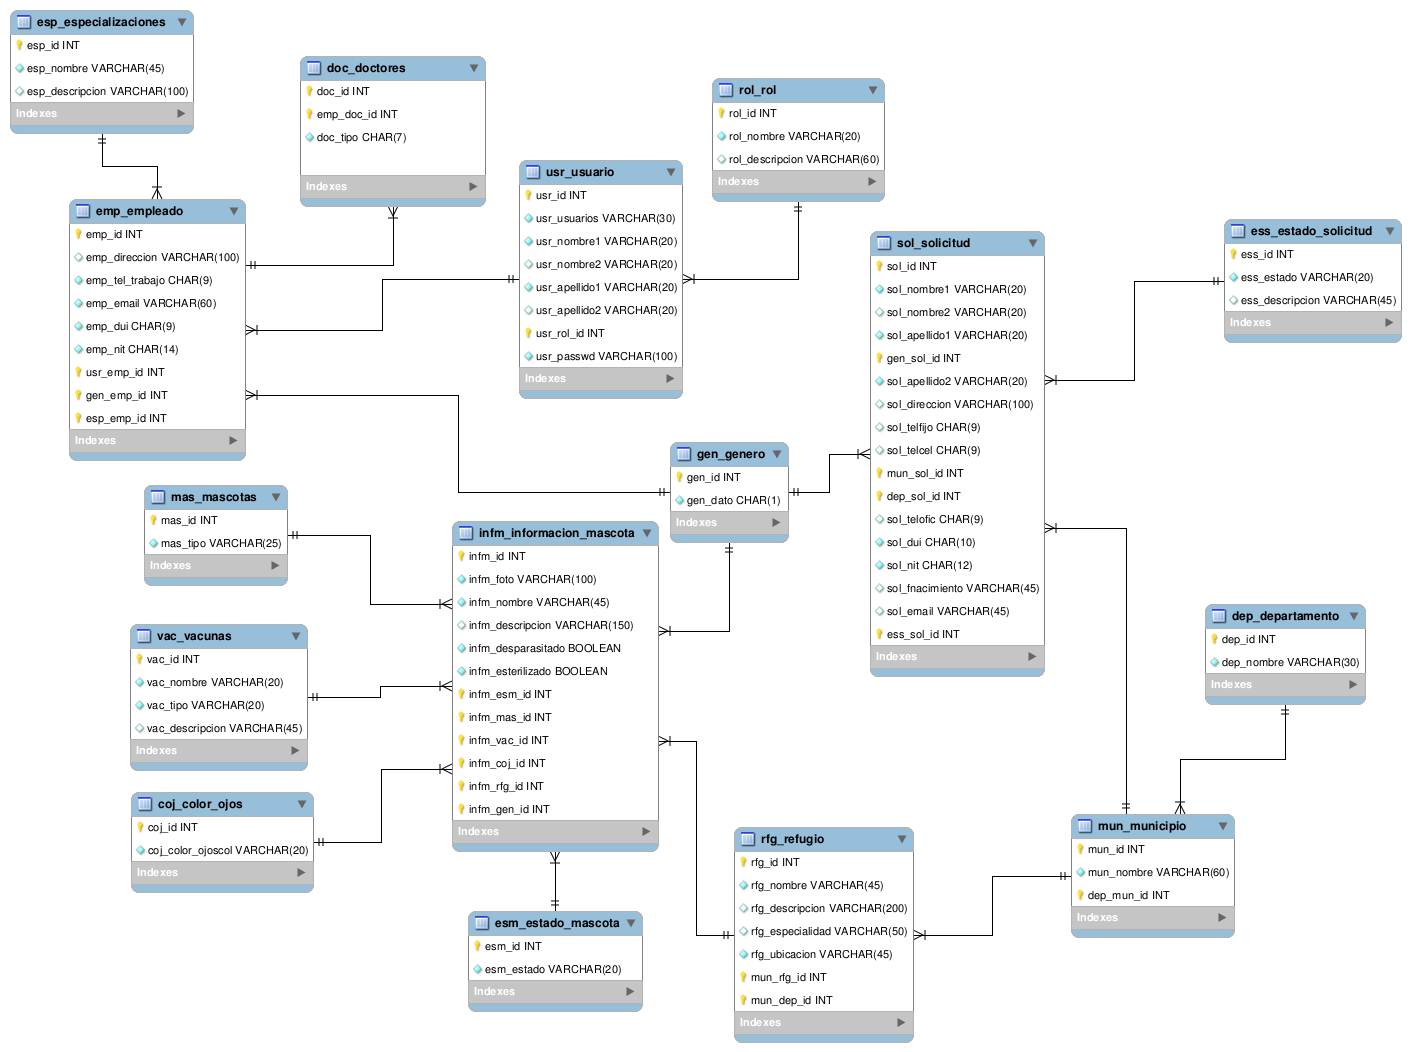 esp_especializaciones
esp_id INT
esp_nombre VARCHAR(45)
esp_descripcion VARCHAR(100)
Indexes
doc_doctores
doc_id INT
emp_doc_id INT
doc_tipo CHAR(7)
Indexes
rol_rol
rol_id INT
rol_nombre VARCHAR(20)
rol_descripcion VARCHAR(60)
Indexes
usr_usuario
usr_id INT
usr_usuarios VARCHAR(30)
usr_nombre1 VARCHAR(20)
usr_nombre2 VARCHAR(20)
usr_apellido1 VARCHAR(20)
usr_apellido2 VARCHAR(20)
usr_rol_id INT
usr_passwd VARCHAR(100)
Indexes
emp_empleado
emp_id INT
emp_direccion VARCHAR(100)
emp_tel_trabajo CHAR(9)
emp_email VARCHAR(60)
emp_dui CHAR(9)
emp_nit CHAR(14)
usr_emp_id INT
gen_emp_id INT
esp_emp_id INT
Indexes
sol_solicitud
sol_id INT
sol_nombre1 VARCHAR(20)
sol_nombre2 VARCHAR(20)
sol_apellido1 VARCHAR(20)
gen_sol_id INT
sol_apellido2 VARCHAR(20)
sol_direccion VARCHAR(100)
sol_telfijo CHAR(9)
sol_telcel CHAR(9)
mun_sol_id INT
dep_sol_id INT
sol_telofic CHAR(9)
sol_dui CHAR(10)
sol_nit CHAR(12)
sol_fnacimiento VARCHAR(45)
sol_email VARCHAR(45)
ess_sol_id INT
Indexes
ess_estado_solicitud
ess_id INT
ess_estado VARCHAR(20)
ess_descripcion VARCHAR(45)
Indexes
gen_genero
gen_id INT
gen_dato CHAR(1)
Indexes
mas_mascotas
mas_id INT
mas_tipo VARCHAR(25)
Indexes
infm_informacion_mascota
infm_id INT
infm_foto VARCHAR(100)
infm_nombre VARCHAR(45)
infm_descripcion VARCHAR(150)
infm_desparasitado BOOLEAN
infm_esterilizado BOOLEAN
infm_esm_id INT
infm_mas_id INT
infm_vac_id INT
infm_coj_id INT
infm_rfg_id INT
infm_gen_id INT
Indexes
vac_vacunas
vac_id INT
vac_nombre VARCHAR(20)
vac_tipo VARCHAR(20)
vac_descripcion VARCHAR(45)
Indexes
dep_departamento
dep_id INT
dep_nombre VARCHAR(30)
Indexes
coj_color_ojos
coj_id INT
coj_color_ojoscol VARCHAR(20)
Indexes
mun_municipio
mun_id INT
mun_nombre VARCHAR(60)
dep_mun_id INT
Indexes
rfg_refugio
rfg_id INT
rfg_nombre VARCHAR(45)
rfg_descripcion VARCHAR(200)
rfg_especialidad VARCHAR(50)
rfg_ubicacion VARCHAR(45)
mun_rfg_id INT
mun_dep_id INT
Indexes
esm_estado_mascota
esm_id INT
esm_estado VARCHAR(20)
Indexes